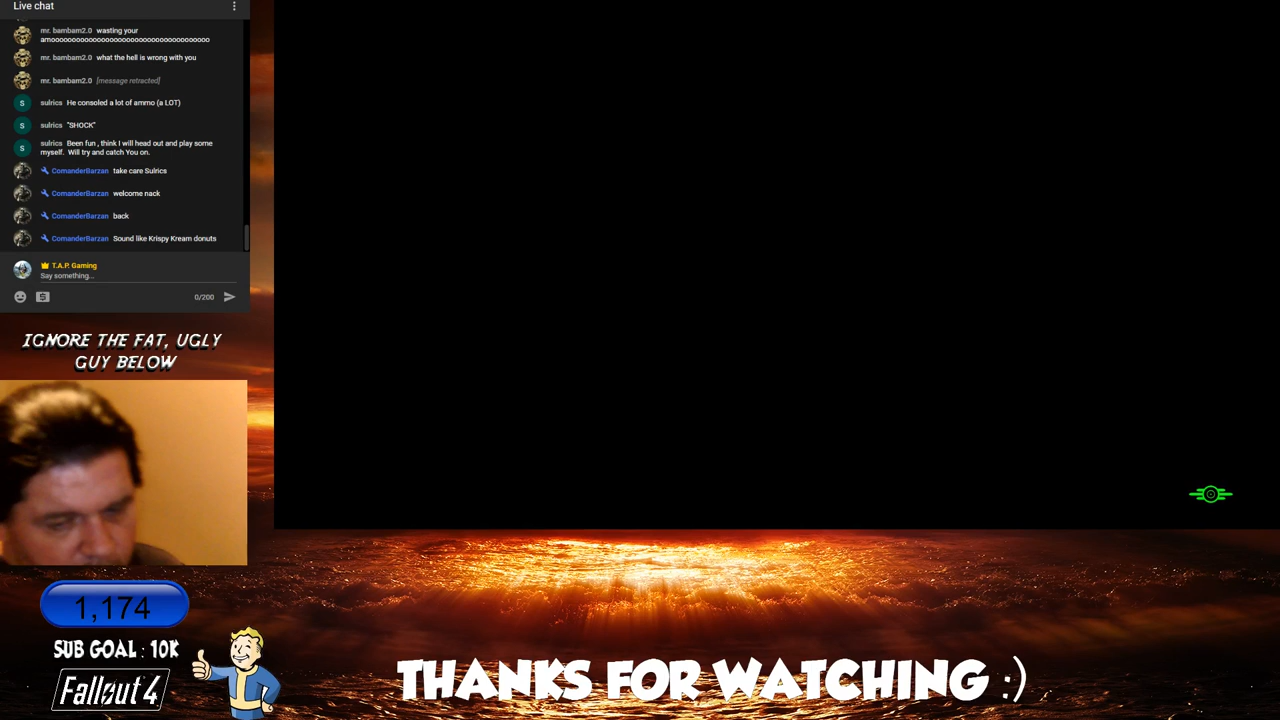 Live chat
mr. bambam2.0 wasting your
mr. bambam2.0 what the hell is wrong with you
mr. bambam2.0 [message retracted]
S sulrics He consoled a lot of ammo (a LOT)
S sulrics "SHOCK"
S sulrics Been fun , think I will head out and play some
myself. Will try and catch You on.
ComanderBarzan take care Sulrics
ComanderBarzan welcome nack
ComanderBarzan back
ComanderBarzan Sound like Krispy Kream donuts
T.A.P. Gaming
Say something...
0/200
IGNORE THE FAT, UGLY
GUY BELOW
1,174
SUB GOAL : 10K
Fallout 4
THANKS FOR WATCHING :)